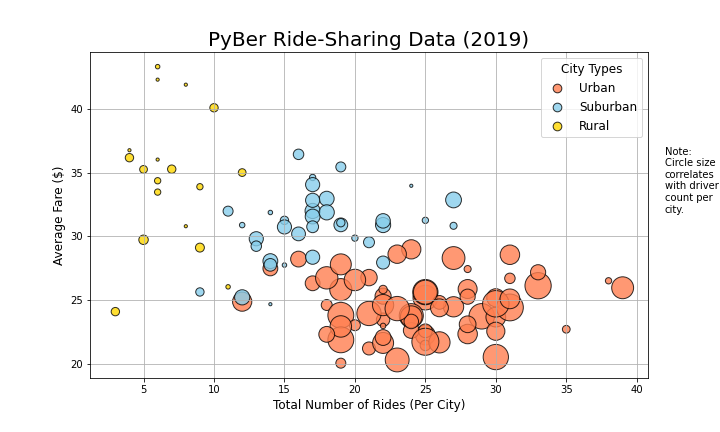 PyBer Ride-Sharing Data (2019)
City Types
Urban
Suburban
Rural
Note:
Circle size
correlates
with driver
count per
city.
Average Fare ($)
40
35
30
25
20
5 10 15 20 25 30 35 40
Total Number of Rides (Per City)